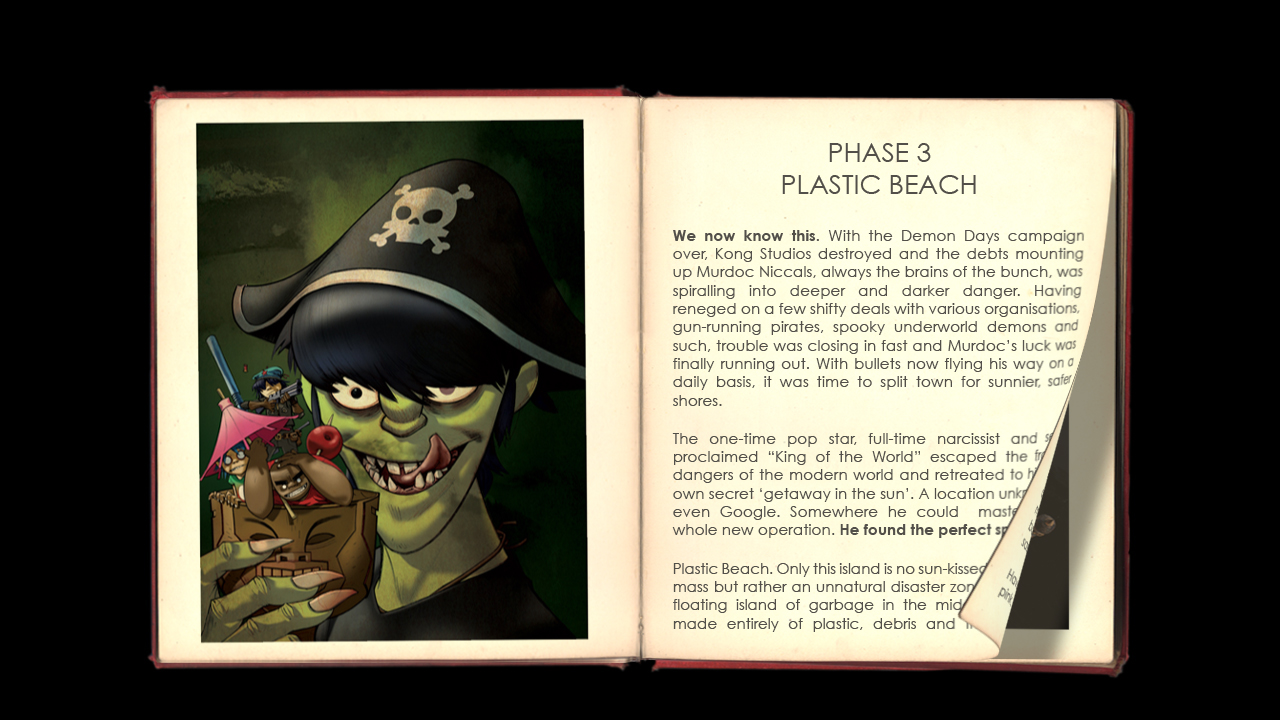 PHASE 3
PLASTIC BEACH
We now know this. With the Demon Days campaign
over, Kong Studios destroyed and the debts mounting
up Murdoc Niccals, always the brains of the bunch, was
spiralling into deeper and darker danger. Having
reneged on a few shifty deals with various organisations,
gun-running pirates, spooky underworld demons and
such, trouble was closing in fast and Murdoc's luck was
finally running out. With bullets now flying his way on a
daily basis, it was time to split town for sunnier, safer
shores.
The one-time pop star, full-time narcissist and
proclaimed “King of the World” escaped the
dangers of the modern world and retreated to
own secret ‘getaway in the sun’. A location
even Google. Somewhere he could
whole new operation. He found the perfect
Plastic Beach. Only this island is no sun-kissed
mass but rather an unnatural disaster
floating island of garbage in the
made entirely of plastic, debris and